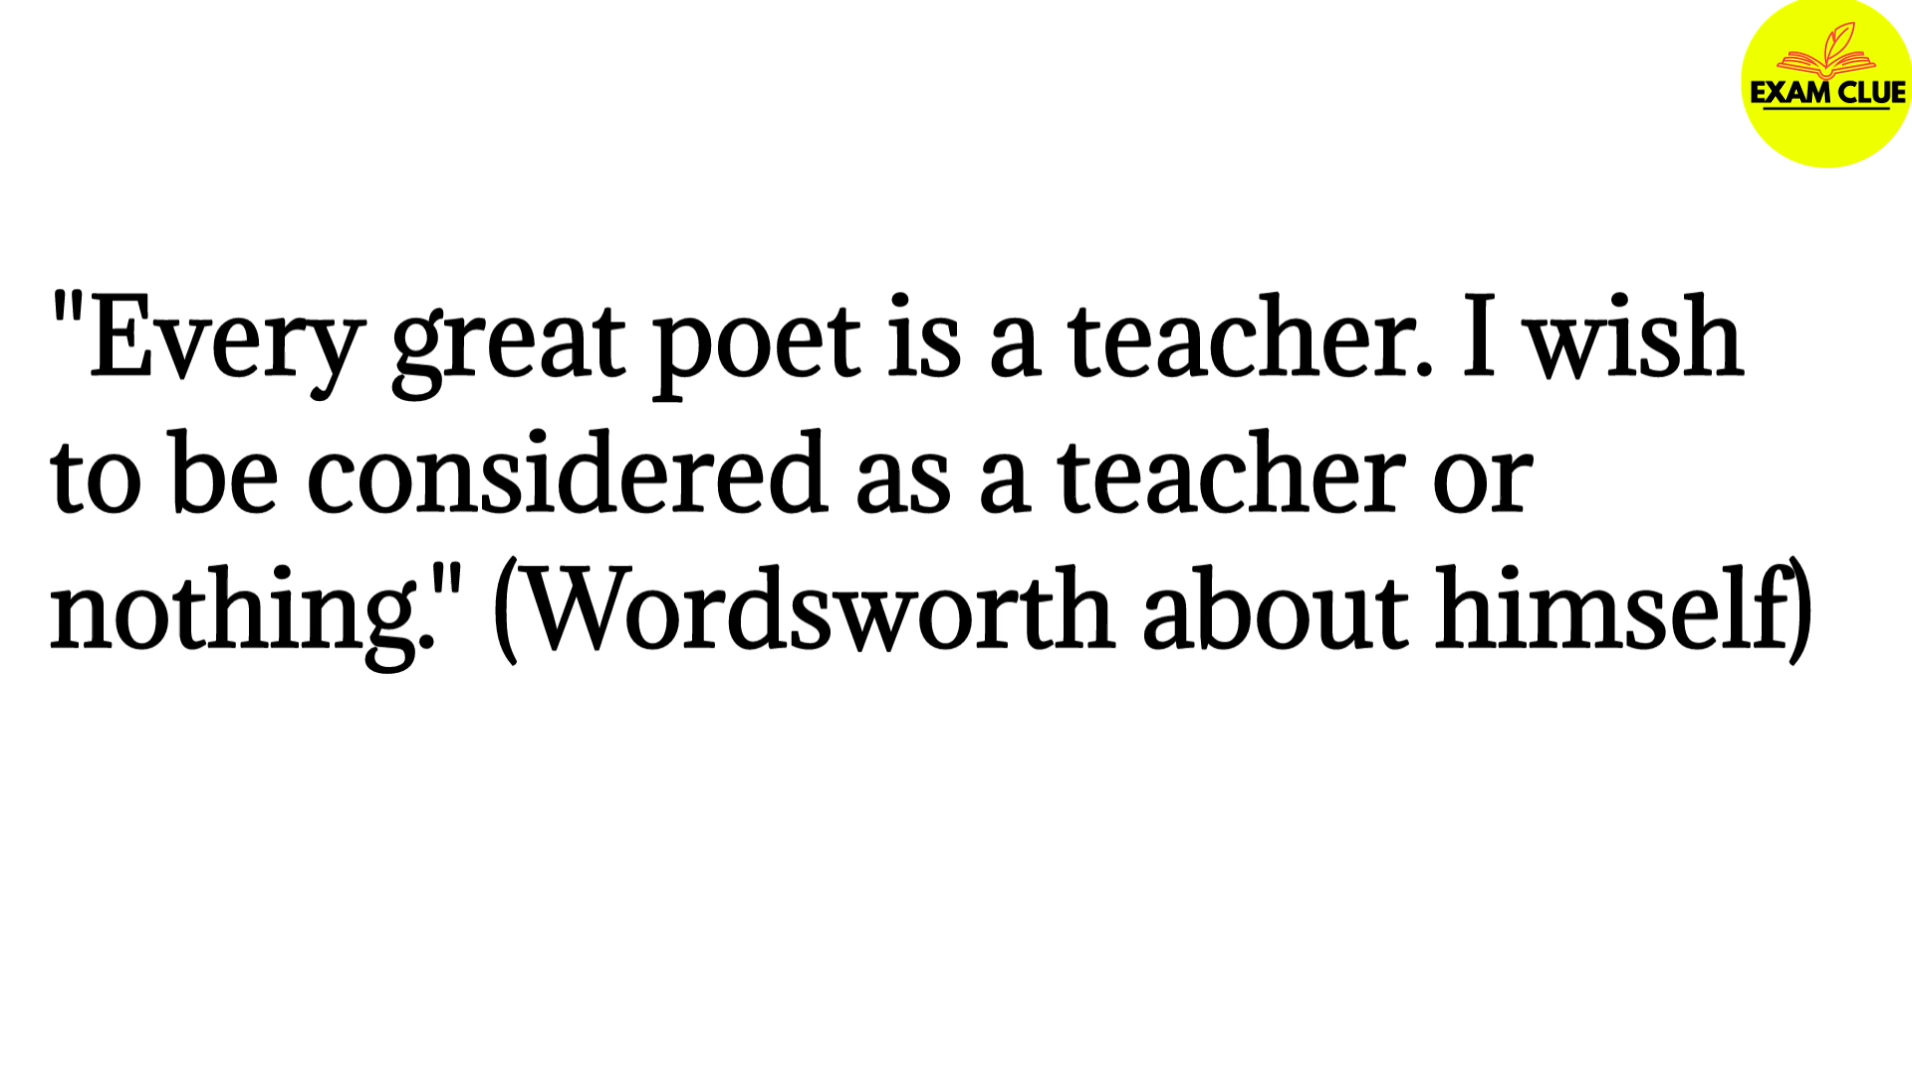 EXAM CLUE
"Every great poet is a teacher. I wish
to be considered as a teacher or
nothing." (Wordsworth about himself)